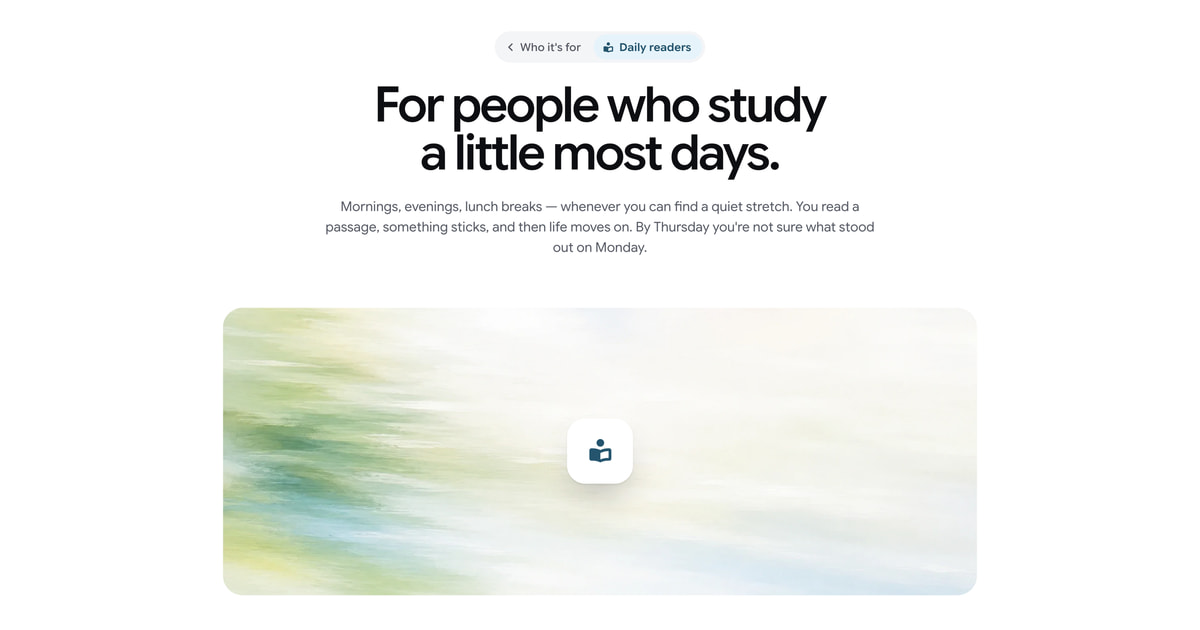 Who it's for
Daily readers
For people who study
a little most days.
Mornings, evenings, lunch breaks — whenever you can find a quiet stretch. You read a
passage, something sticks, and then life moves on. By Thursday you're not sure what stood
out on Monday.